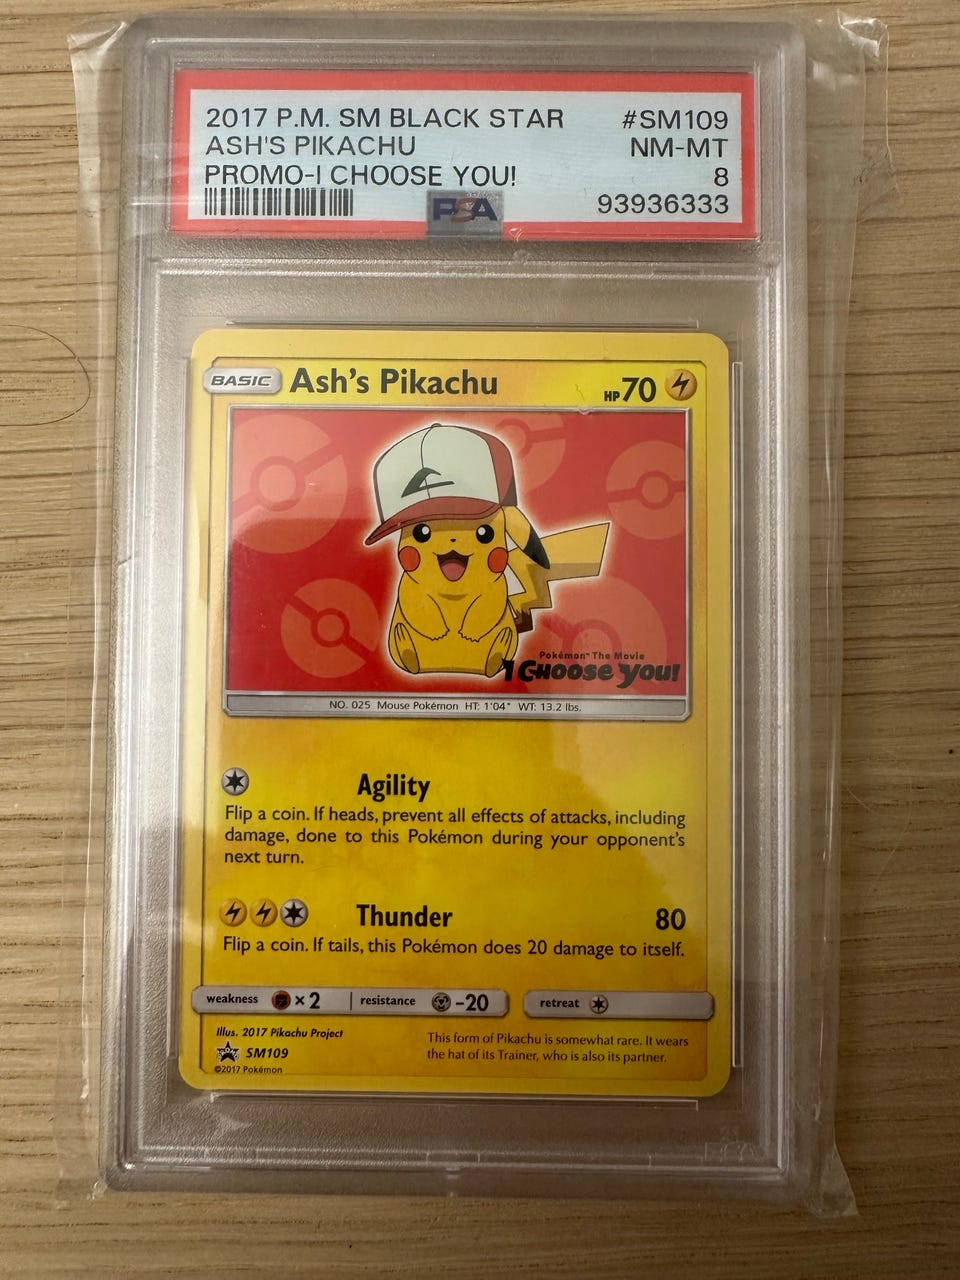 2017 P.M. SM BLACK STAR #SM109
ASH'S PIKACHU NM-MT
PROMO-I CHOOSE YOU! 8
PSA 93936333
BASIC Ash's Pikachu HP 70
Pokémon™ The Movie
I Choose You!
NO. 025 Mouse Pokémon HT: 1'04" WT: 13.2 lbs.
Agility
Flip a coin. If heads, prevent all effects of attacks, including
damage, done to this Pokémon during your opponent's
next turn.
Thunder 80
Flip a coin. If tails, this Pokémon does 20 damage to itself.
weakness ×2 resistance -20 retreat
Illus. 2017 Pikachu Project
SM109
©2017 Pokémon
This form of Pikachu is somewhat rare. It wears
the hat of its Trainer, who is also its partner.